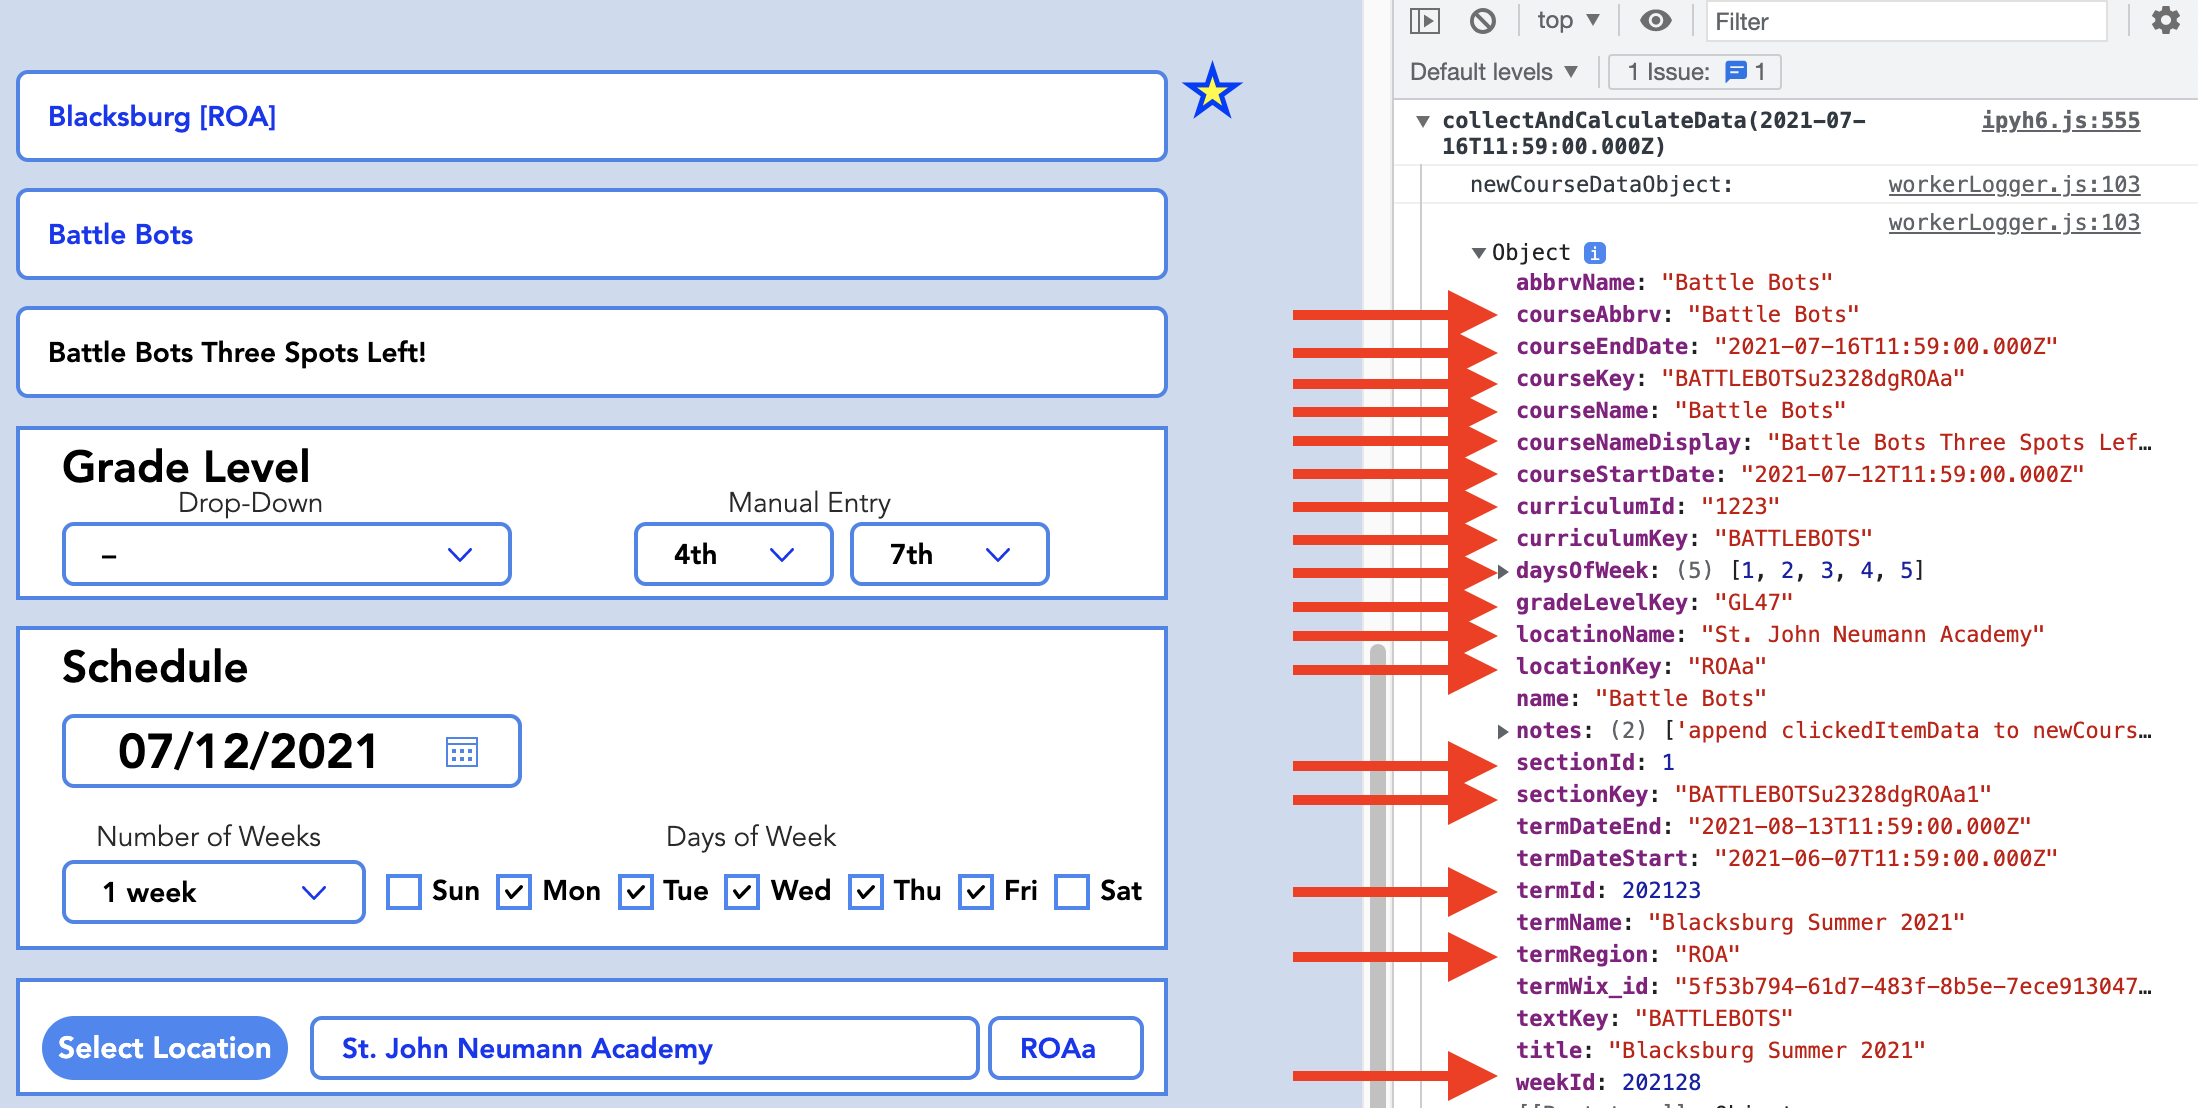 Blacksburg [ROA]
Battle Bots
Battle Bots Three Spots Left!
Grade Level
Drop-Down
Manual Entry
–
4th
7th
Schedule
07/12/2021
Number of Weeks
Days of Week
1 week
Sun
Mon
Tue
Wed
Thu
Fri
Sat
Select Location
St. John Neumann Academy
ROAa
top
Filter
Default levels
1 Issue:
1
collectAndCalculateData(2021-07-
16T11:59:00.000Z)
ipyh6.js:555
newCourseDataObject:
workerLogger.js:103
workerLogger.js:103
Object i
abbrvName: "Battle Bots"
courseAbbrv: "Battle Bots"
courseEndDate: "2021-07-16T11:59:00.000Z"
courseKey: "BATTLEBOTSu2328dgROAa"
courseName: "Battle Bots"
courseNameDisplay: "Battle Bots Three Spots Lef…
courseStartDate: "2021-07-12T11:59:00.000Z"
curriculumId: "1223"
curriculumKey: "BATTLEBOTS"
daysOfWeek: (5) [1, 2, 3, 4, 5]
gradeLevelKey: "GL47"
locatinoName: "St. John Neumann Academy"
locationKey: "ROAa"
name: "Battle Bots"
notes: (2) ['append clickedItemData to newCours…
sectionId: 1
sectionKey: "BATTLEBOTSu2328dgROAa1"
termDateEnd: "2021-08-13T11:59:00.000Z"
termDateStart: "2021-06-07T11:59:00.000Z"
termId: 202123
termName: "Blacksburg Summer 2021"
termRegion: "ROA"
termWix_id: "5f53b794-61d7-483f-8b5e-7ece913047…
textKey: "BATTLEBOTS"
title: "Blacksburg Summer 2021"
weekId: 202128